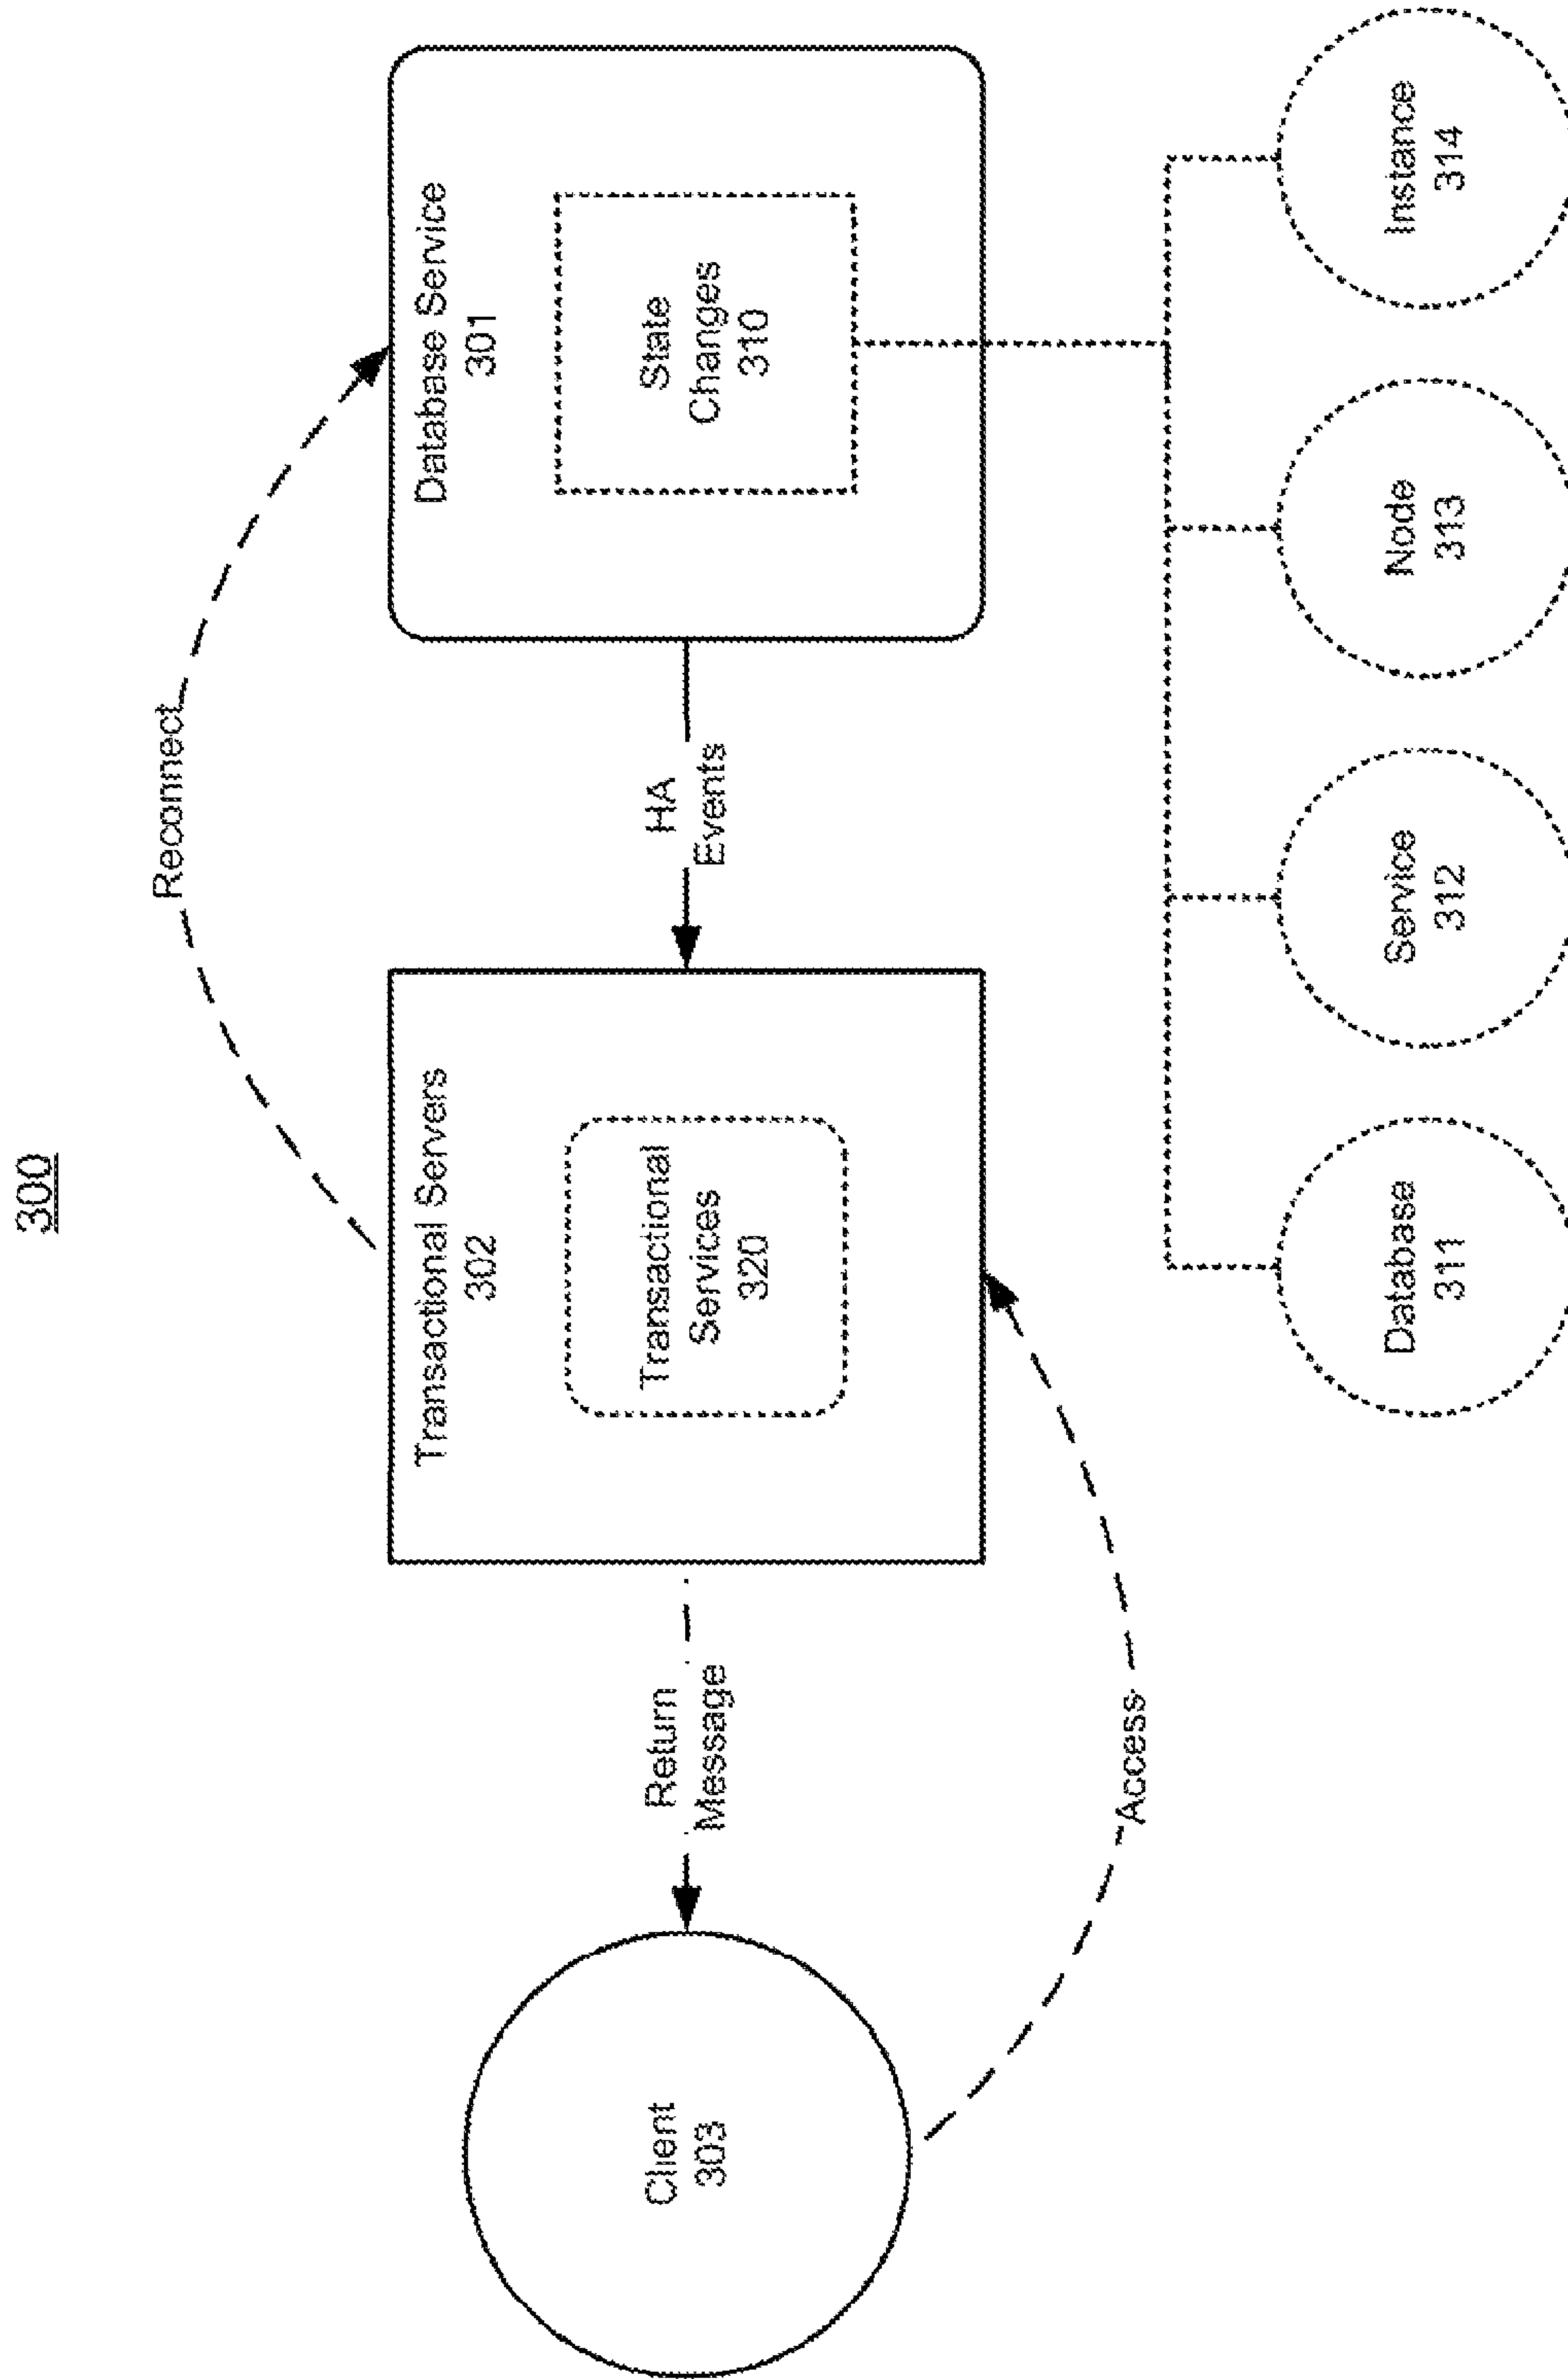 300
Reconnect
Transactional Servers
302
Transactional
Services
320
Database Service
301
State
Changes
310
Return
Message
HA
Events
Client
303
Access
Database
311
Service
312
Node
313
Instance
314